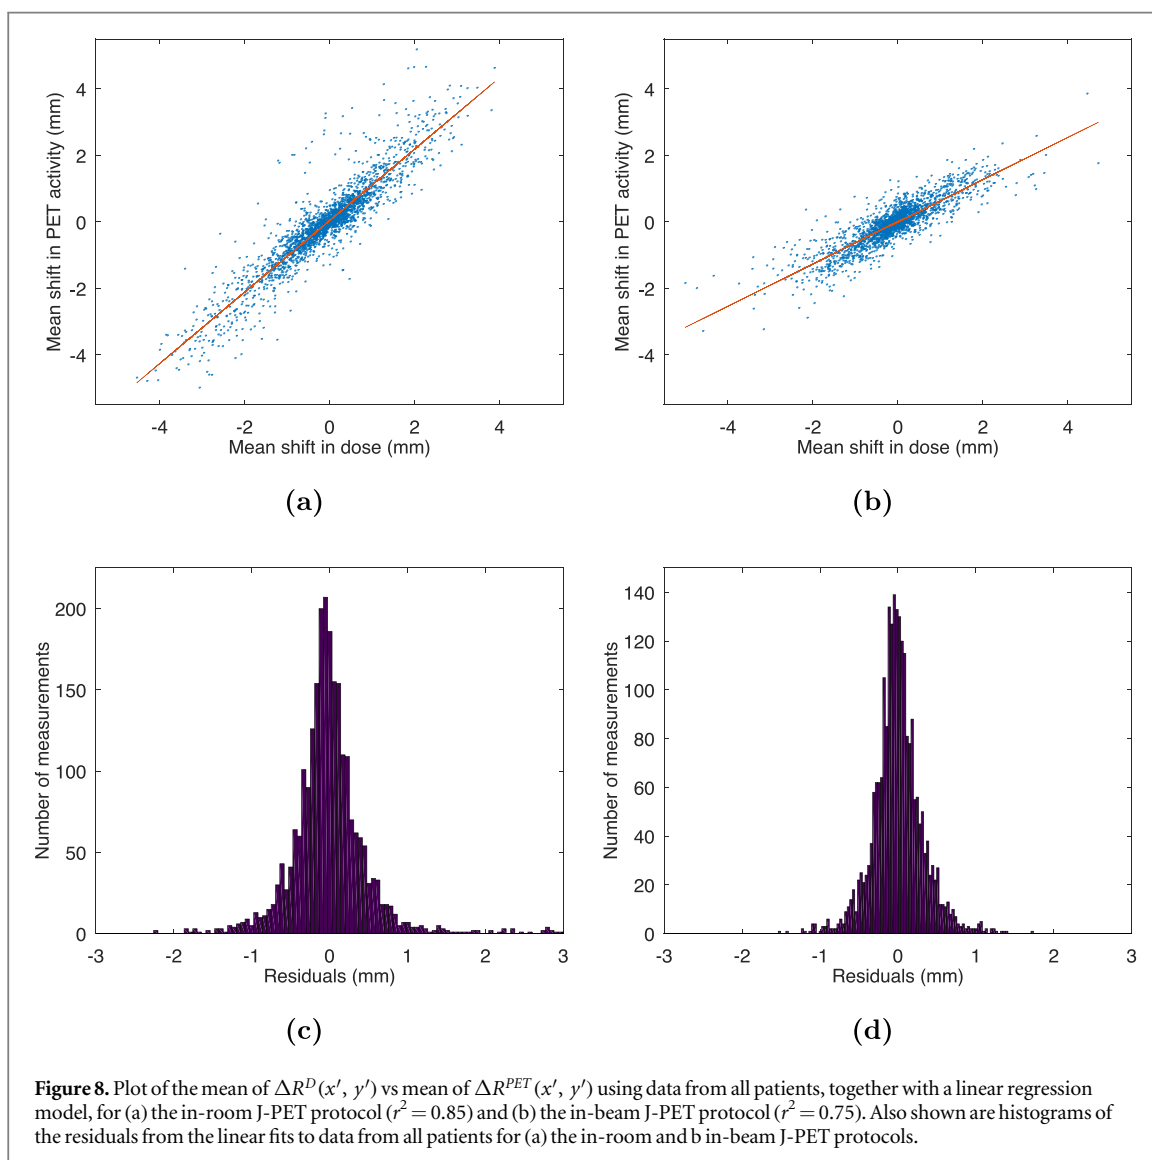 4
2
0
-2
-4
Mean shift in PET activity (mm)
-4 -2 0 2 4
Mean shift in dose (mm)
(a)
4
2
0
-2
-4
Mean shift in PET activity (mm)
-4 -2 0 2 4
Mean shift in dose (mm)
(b)
200
150
100
50
0
Number of measurements
-3 -2 -1 0 1 2 3
Residuals (mm)
(c)
140
120
100
80
60
40
20
0
Number of measurements
-3 -2 -1 0 1 2 3
Residuals (mm)
(d)
Figure 8. Plot of the mean of ΔR^D(x′, y′) vs mean of ΔR^PET(x′, y′) using data from all patients, together with a linear regression
model, for (a) the in-room J-PET protocol (r² = 0.85) and (b) the in-beam J-PET protocol (r² = 0.75). Also shown are histograms of
the residuals from the linear fits to data from all patients for (a) the in-room and b in-beam J-PET protocols.